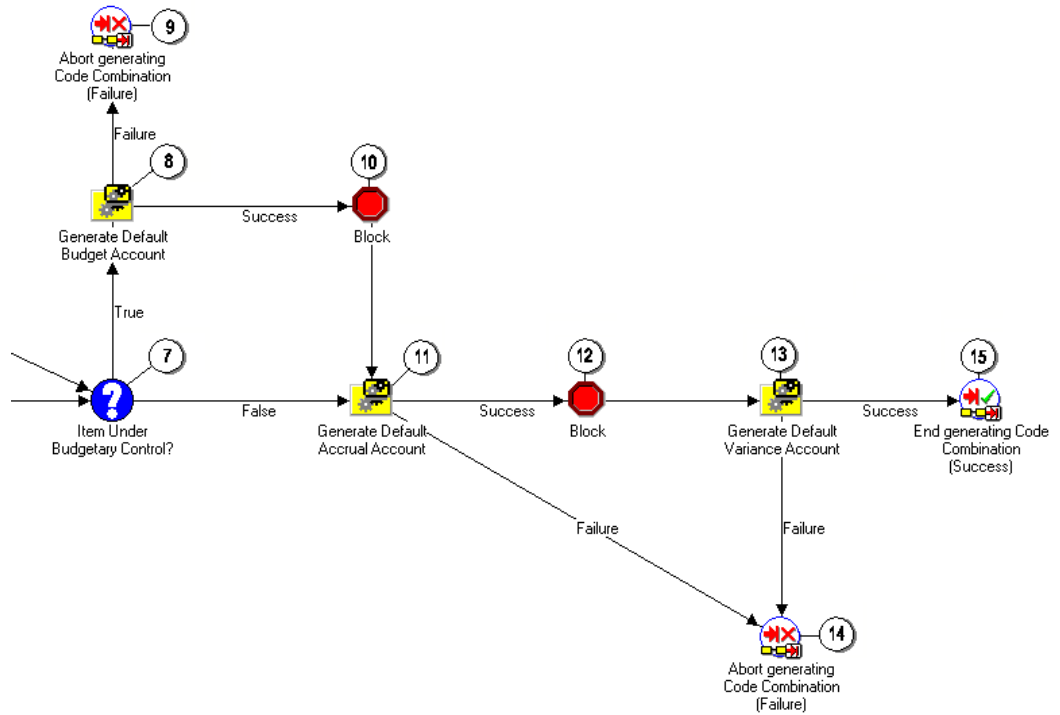 9
Abort generating
Code Combination
(Failure)
Failure
8
10
Success
Generate Default
Budget Account
Block
True
7
11
12
13
15
False
Success
Success
Item Under
Budgetary Control?
Generate Default
Accrual Account
Block
Generate Default
Variance Account
End generating Code
Combination
(Success)
Failure
Failure
14
Abort generating
Code Combination
(Failure)